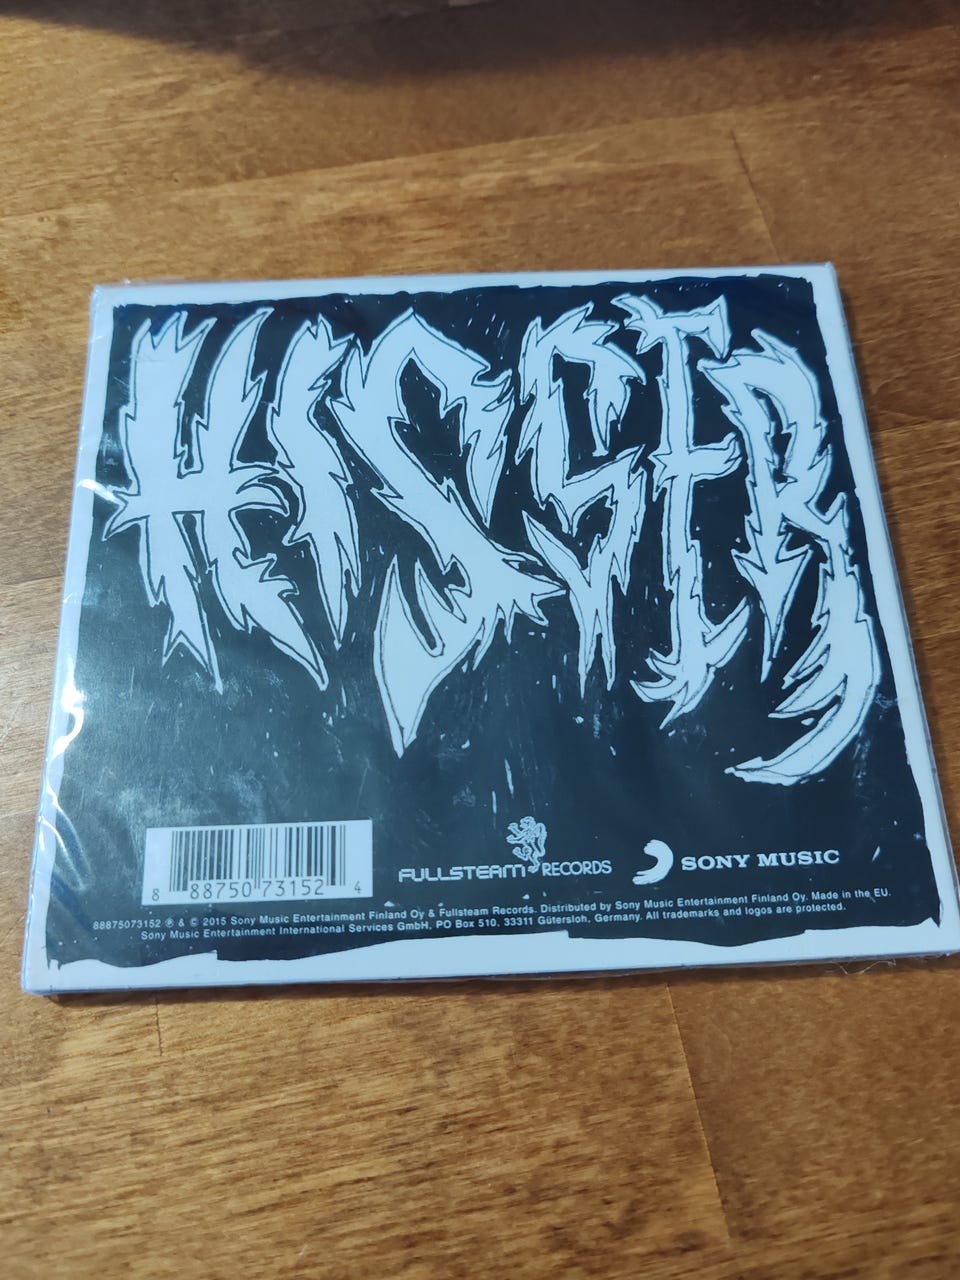 HISSER
8 88750 73152 4
FULLSTEAM RECORDS
SONY MUSIC
88875073152 ℗ & © 2015 Sony Music Entertainment Finland Oy & Fullsteam Records. Distributed by Sony Music Entertainment Finland Oy. Made in the EU.
Sony Music Entertainment International Services GmbH, PO Box 510, 33311 Gütersloh, Germany. All trademarks and logos are protected.